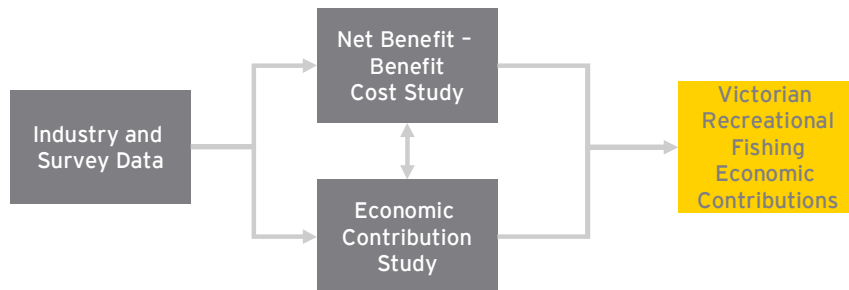 Net Benefit –
Benefit
Cost Study
Industry and
Survey Data
Victorian
Recreational
Fishing
Economic
Contributions
Economic
Contribution
Study